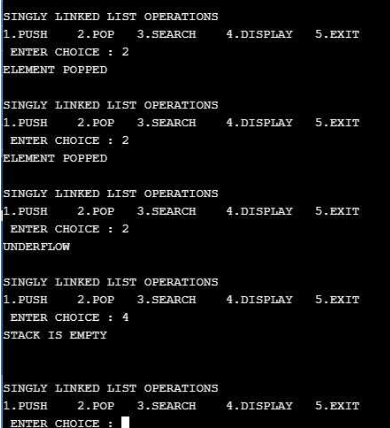 SINGLY LINKED LIST OPERATIONS
1.PUSH 2.POP 3.SEARCH 4.DISPLAY 5.EXIT
ENTER CHOICE : 2
ELEMENT POPPED
SINGLY LINKED LIST OPERATIONS
1.PUSH 2.POP 3.SEARCH 4.DISPLAY 5.EXIT
ENTER CHOICE : 2
ELEMENT POPPED
SINGLY LINKED LIST OPERATIONS
1.PUSH 2.POP 3.SEARCH 4.DISPLAY 5.EXIT
ENTER CHOICE : 2
UNDERFLOW
SINGLY LINKED LIST OPERATIONS
1.PUSH 2.POP 3.SEARCH 4.DISPLAY 5.EXIT
ENTER CHOICE : 4
STACK IS EMPTY
SINGLY LINKED LIST OPERATIONS
1.PUSH 2.POP 3.SEARCH 4.DISPLAY 5.EXIT
ENTER CHOICE :